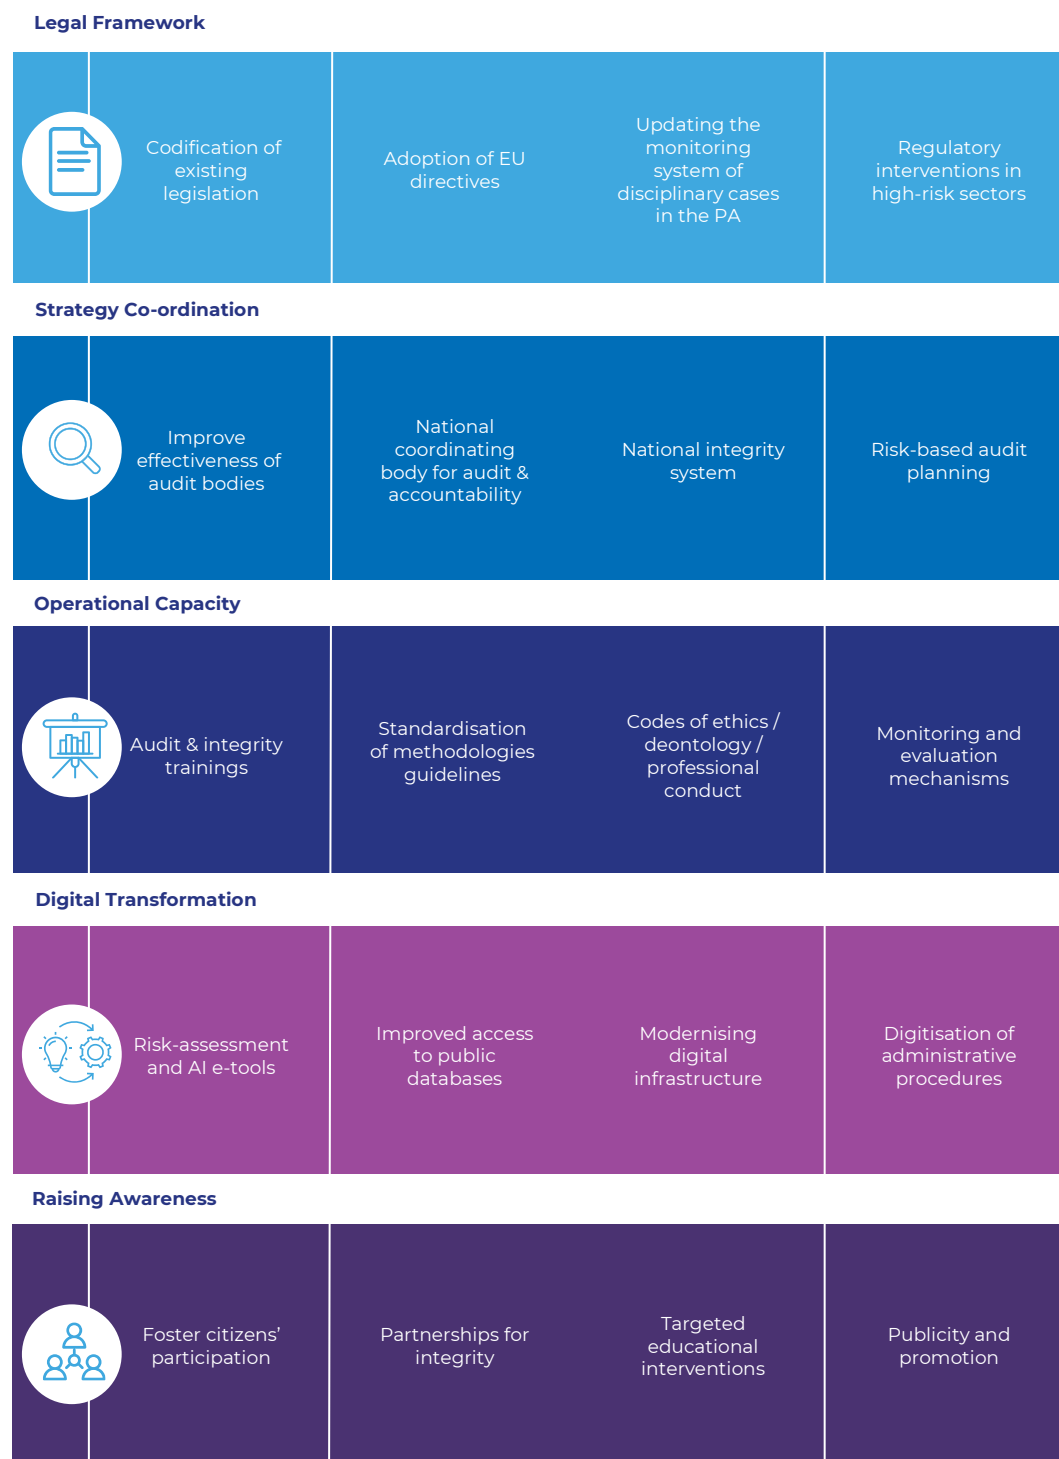 Legal Framework
Codification of
existing
legislation
Adoption of EU
directives
Updating the
monitoring
system of
disciplinary cases
in the PA
Regulatory
interventions in
high-risk sectors
Strategy Co-ordination
Improve
effectiveness of
audit bodies
National
coordinating
body for audit &
accountability
National integrity
system
Risk-based audit
planning
Operational Capacity
Audit & integrity
trainings
Standardisation
of methodologies
guidelines
Codes of ethics /
deontology /
professional
conduct
Monitoring and
evaluation
mechanisms
Digital Transformation
Risk-assessment
and AI e-tools
Improved access
to public
databases
Modernising
digital
infrastructure
Digitisation of
administrative
procedures
Raising Awareness
Foster citizens’
participation
Partnerships for
integrity
Targeted
educational
interventions
Publicity and
promotion